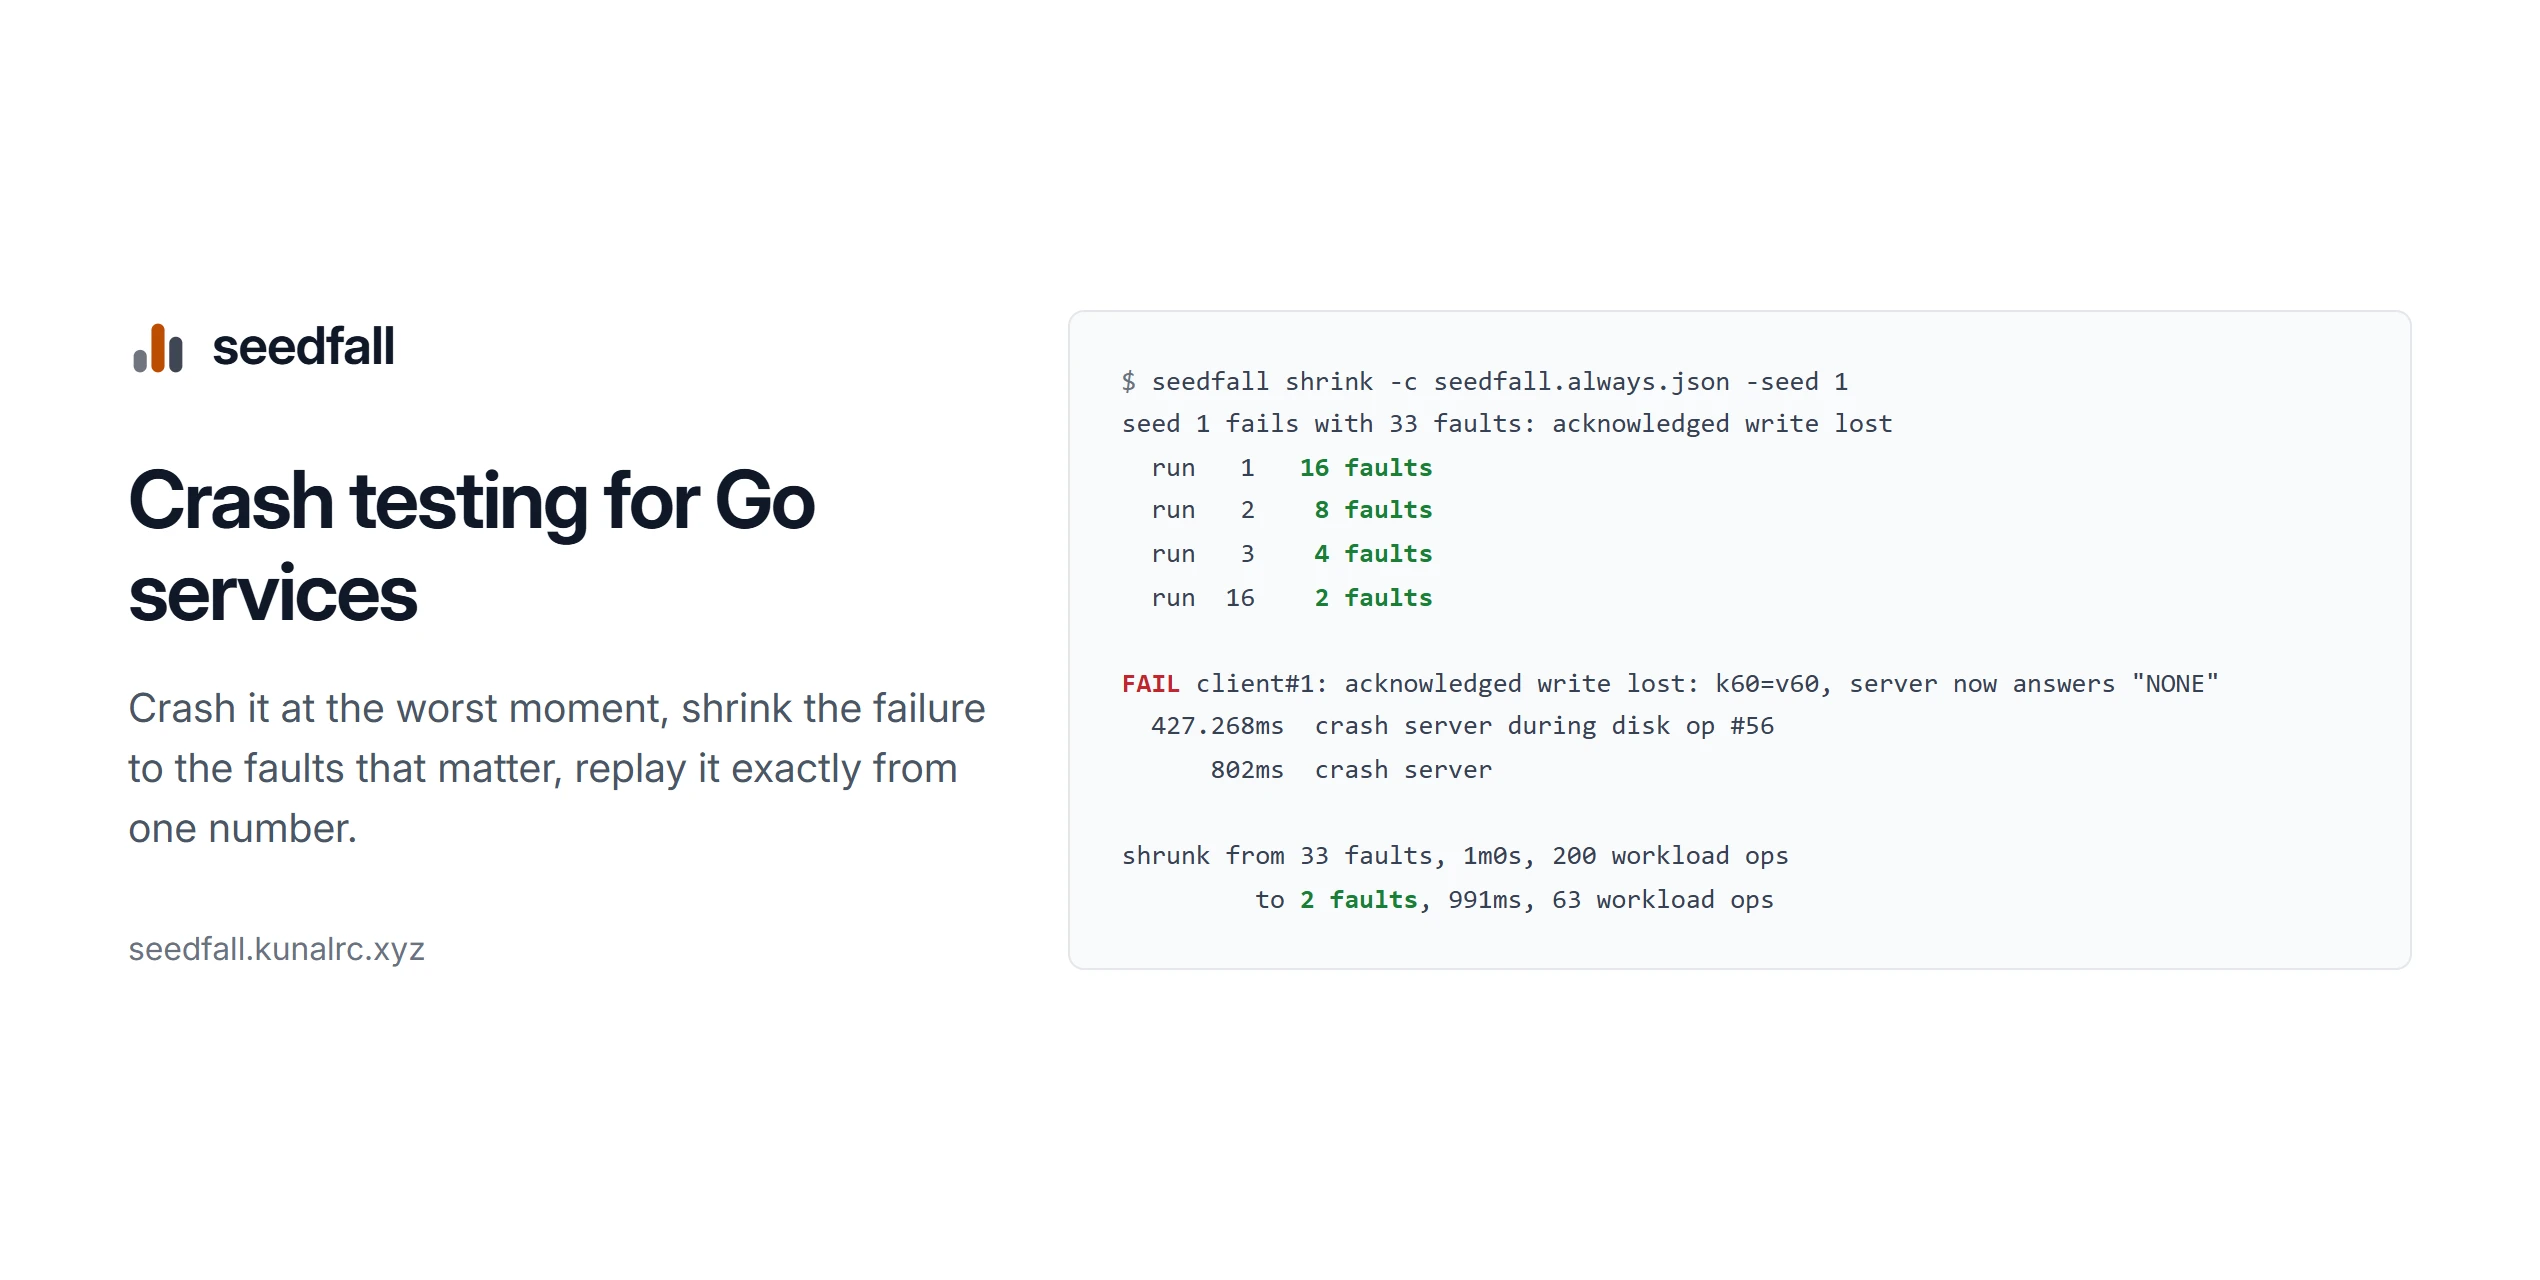 seedfall
Crash testing for Go
services
Crash it at the worst moment, shrink the failure
to the faults that matter, replay it exactly from
one number.
seedfall.kunalrc.xyz
$ seedfall shrink -c seedfall.always.json -seed 1
seed 1 fails with 33 faults: acknowledged write lost
  run   1   16 faults
  run   2    8 faults
  run   3    4 faults
  run  16    2 faults
FAIL client#1: acknowledged write lost: k60=v60, server now answers "NONE"
  427.268ms  crash server during disk op #56
      802ms  crash server
shrunk from 33 faults, 1m0s, 200 workload ops
         to 2 faults, 991ms, 63 workload ops